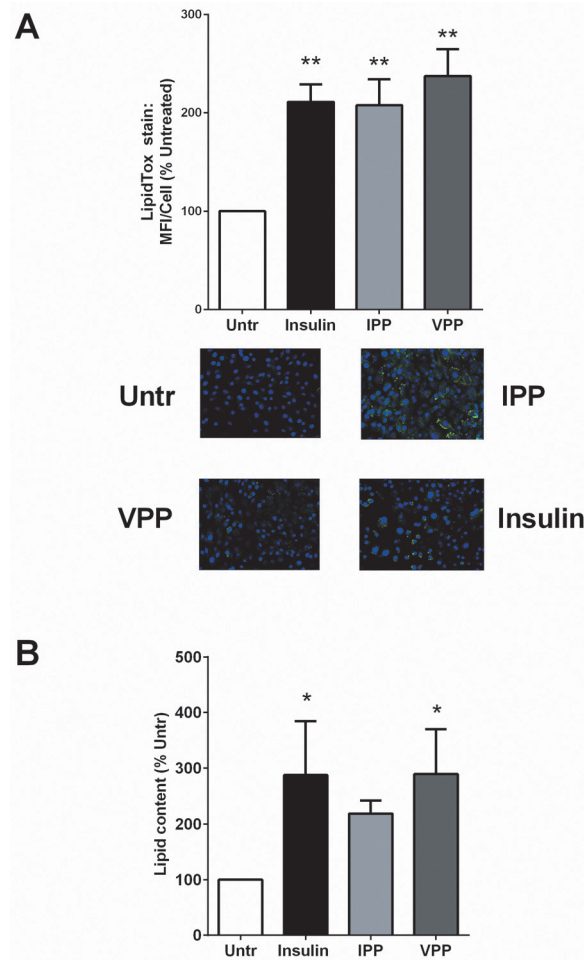 A
LipidTox stain:
MFI/Cell (% Untreated)
300
200
100
0
** ** **
Untr Insulin IPP VPP
Untr IPP
VPP Insulin
B
Lipid content (% Untr)
500
400
300
200
100
0
* *
Untr Insulin IPP VPP